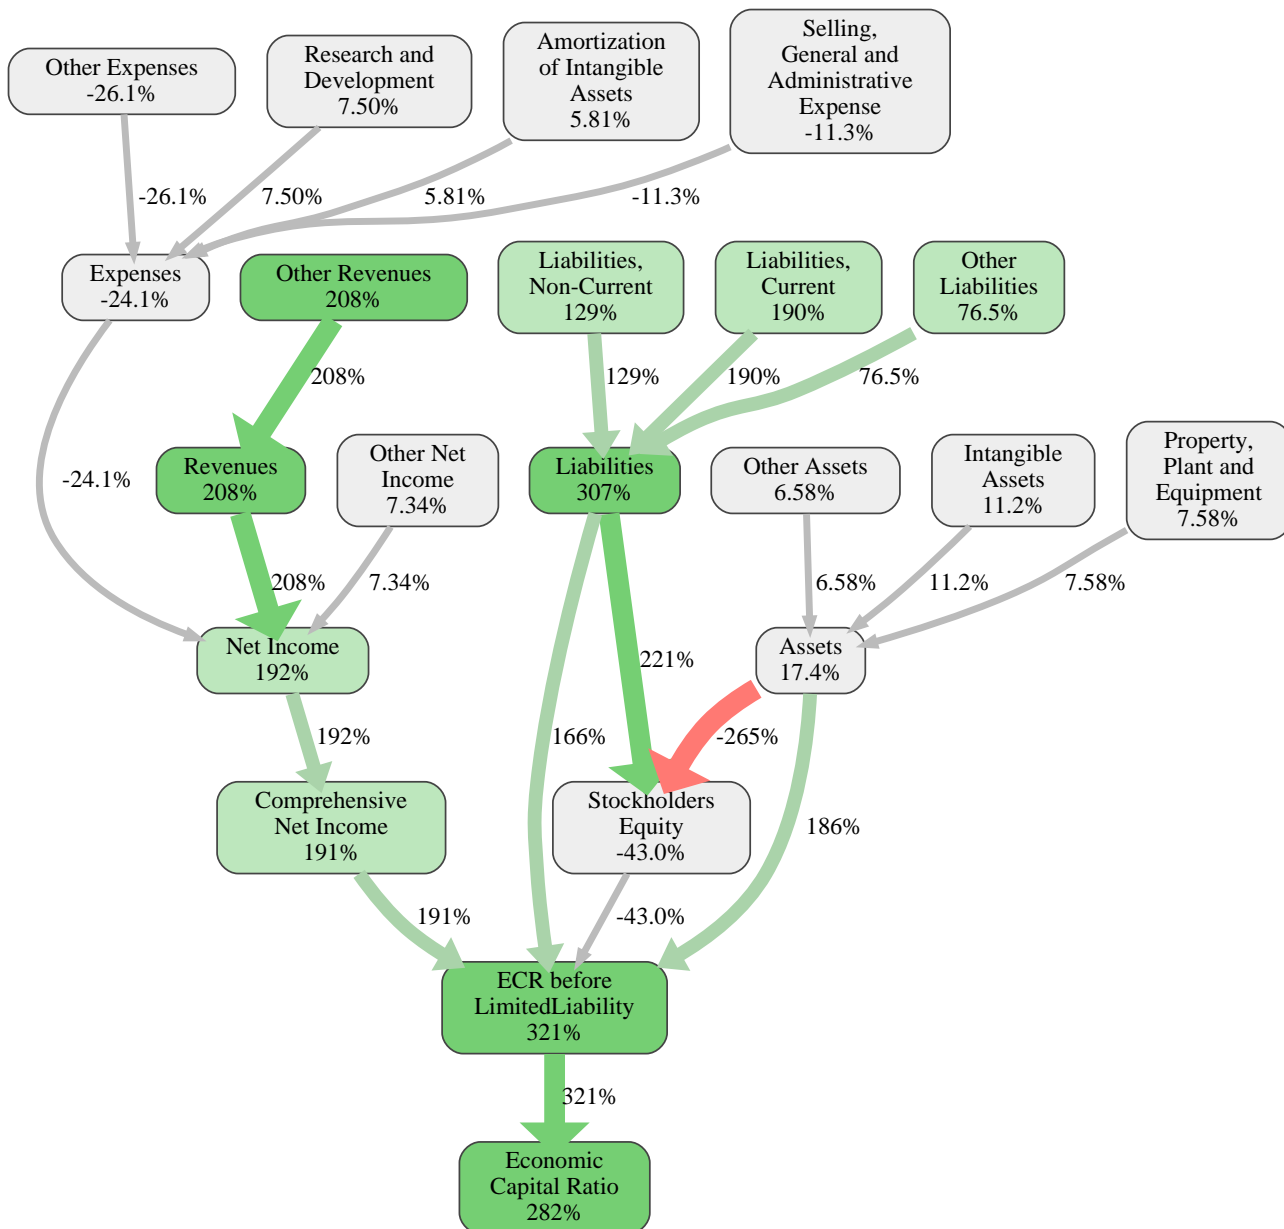 Other Expenses
-26.1%
Research and
Development
7.50%
Amortization
of Intangible
Assets
5.81%
Selling,
General and
Administrative
Expense
-11.3%
-26.1%
7.50%
5.81%
-11.3%
Expenses
-24.1%
Other Revenues
208%
Liabilities,
Non-Current
129%
Liabilities,
Current
190%
Other
Liabilities
76.5%
208%
129%
190%
76.5%
-24.1%
Revenues
208%
Other Net
Income
7.34%
Liabilities
307%
Other Assets
6.58%
Intangible
Assets
11.2%
Property,
Plant and
Equipment
7.58%
208%
7.34%
6.58%
11.2%
7.58%
Net Income
192%
221%
Assets
17.4%
192%
166%
-265%
186%
Comprehensive
Net Income
191%
Stockholders
Equity
-43.0%
191%
-43.0%
ECR before
LimitedLiability
321%
321%
Economic
Capital Ratio
282%